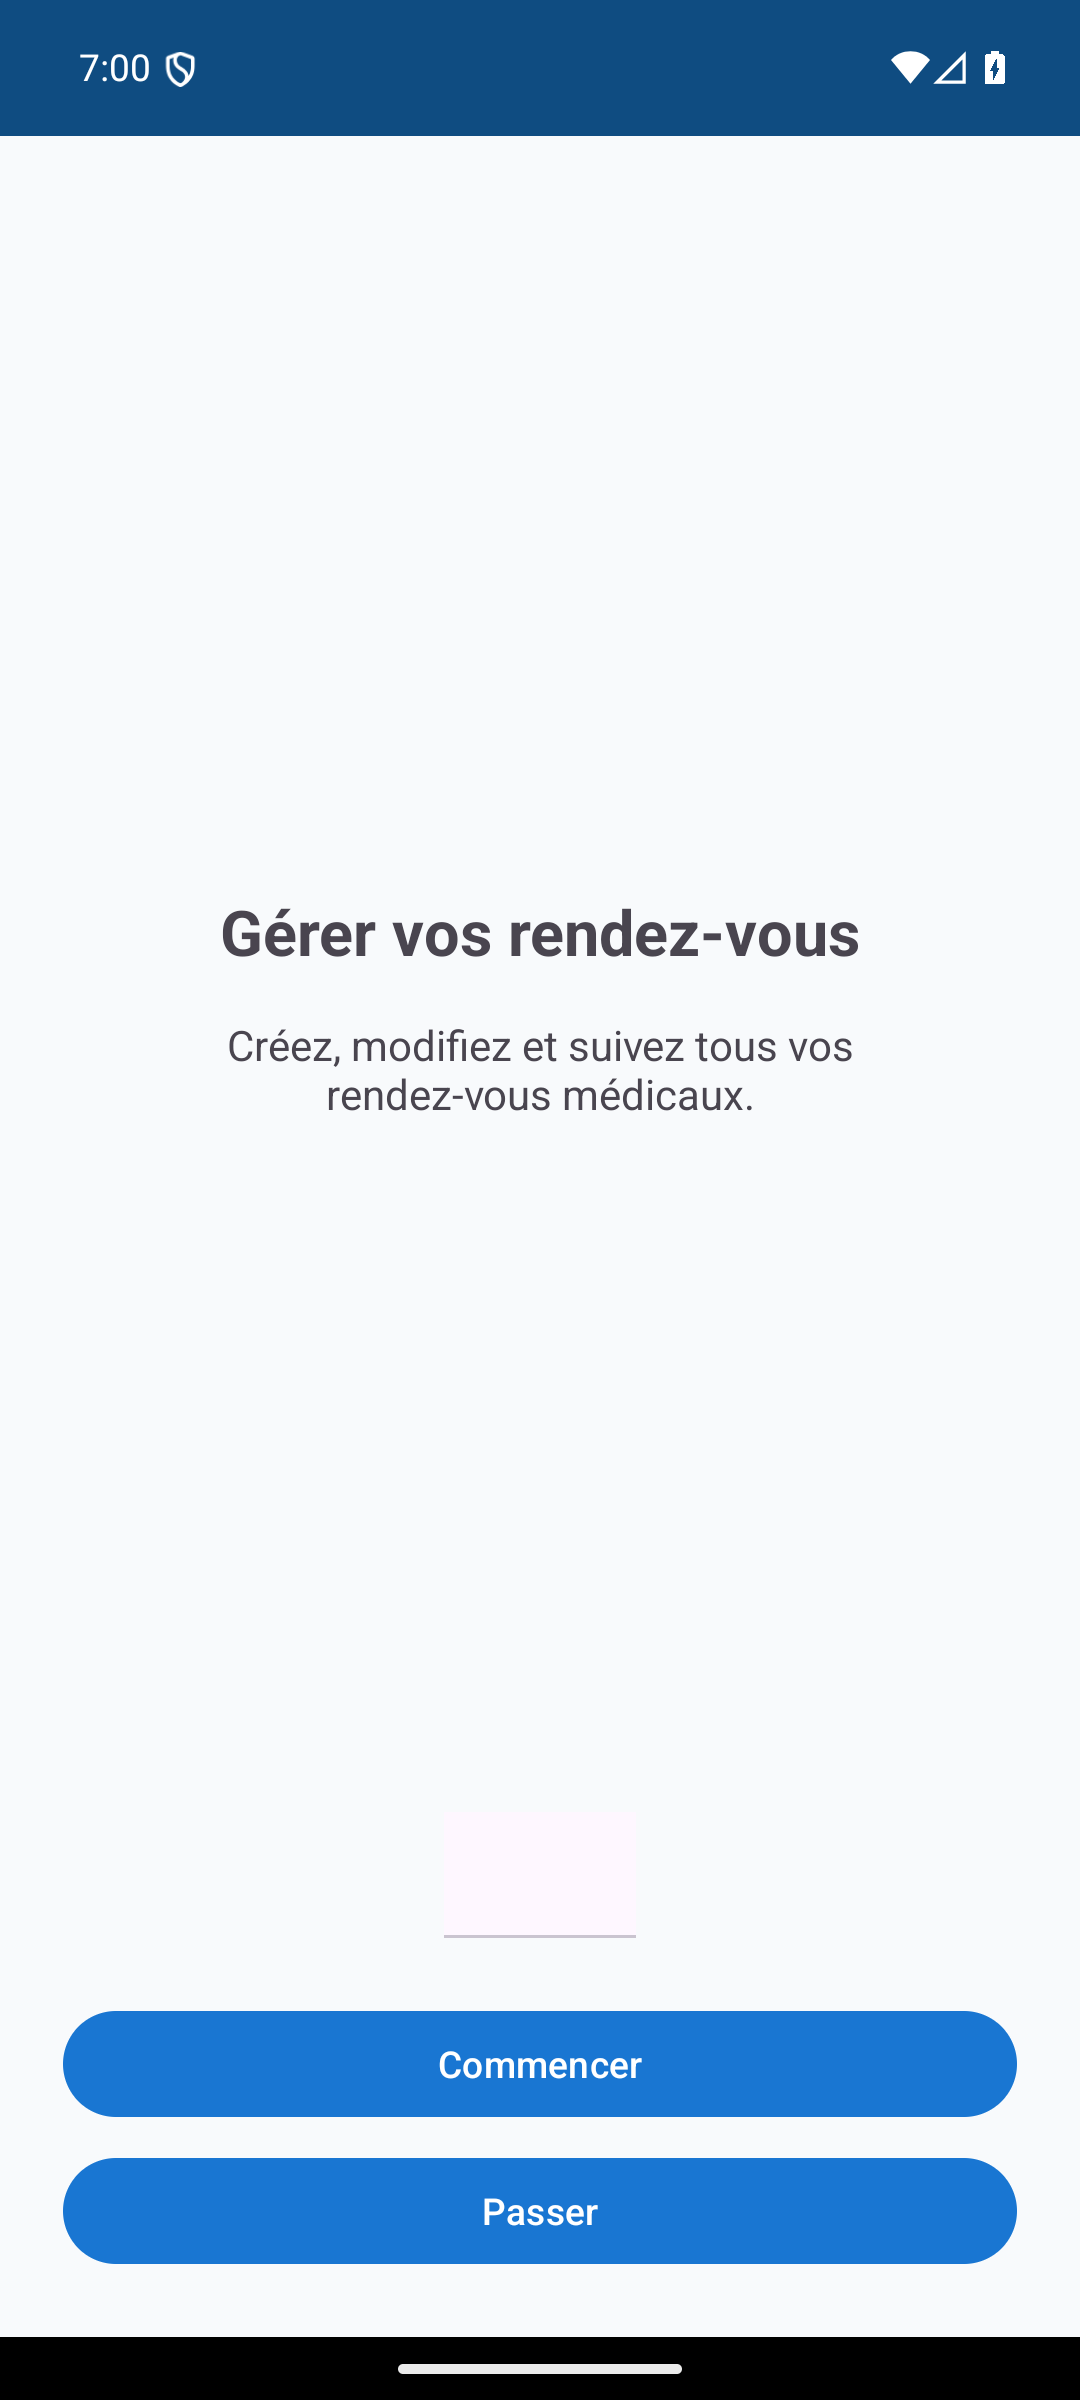 7:00
Gérer vos rendez-vous
Créez, modifiez et suivez tous vos
rendez-vous médicaux.
Commencer
Passer